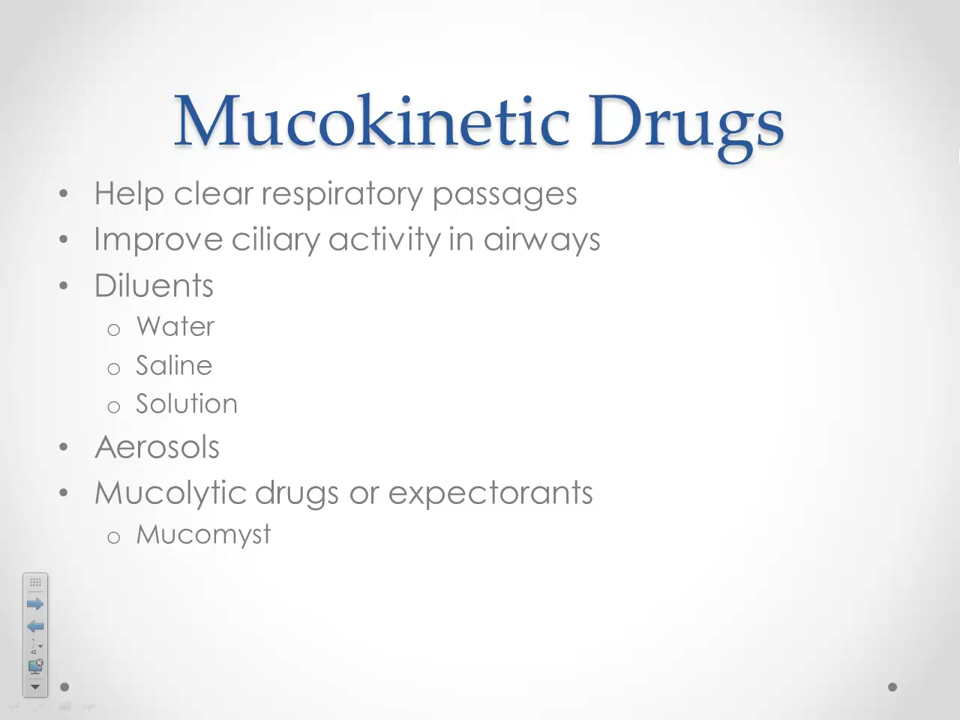 Mucokinetic Drugs
• Help clear respiratory passages
• Improve ciliary activity in airways
• Diluents
o Water
o Saline
o Solution
• Aerosols
• Mucolytic drugs or expectorants
o Mucomyst